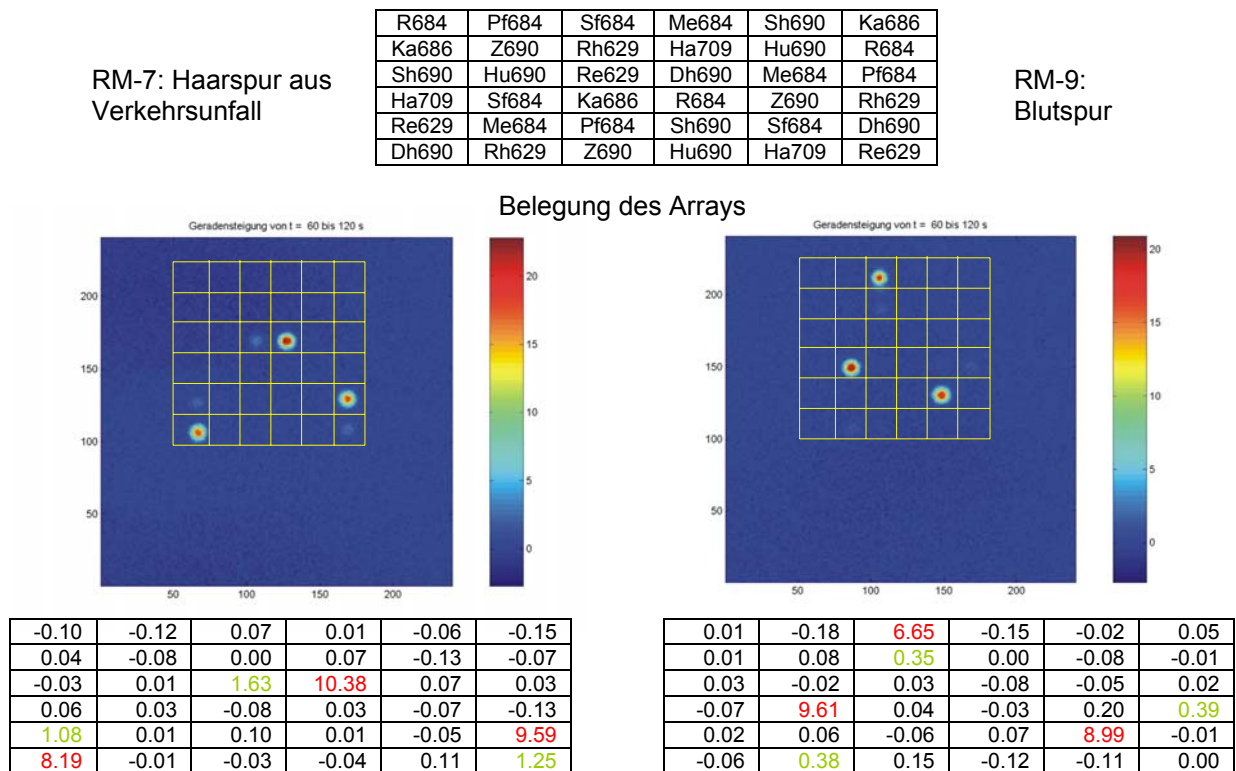 R684 Pf684 Sf684 Me684 Sh690 Ka686
Ka686 Z690 Rh629 Ha709 Hu690 R684
Sh690 Hu690 Re629 Dh690 Me684 Pf684
Ha709 Sf684 Ka686 R684 Z690 Rh629
Re629 Me684 Pf684 Sh690 Sf684 Dh690
Dh690 Rh629 Z690 Hu690 Ha709 Re629
RM-7: Haarspur aus
Verkehrsunfall
RM-9:
Blutspur
Belegung des Arrays
Geradensteigung von t = 60 bis 120 s
200
150
100
50
50 100 150 200
20
15
10
5
0
Geradensteigung von t = 60 bis 120 s
200
150
100
50
50 100 150 200
20
15
10
5
0
-0.10 -0.12 0.07 0.01 -0.06 -0.15
0.04 -0.08 0.00 0.07 -0.13 -0.07
-0.03 0.01 1.63 10.38 0.07 0.03
0.06 0.03 -0.08 0.03 -0.07 -0.13
1.08 0.01 0.10 0.01 -0.05 9.59
8.19 -0.01 -0.03 -0.04 0.11 1.25
0.01 -0.18 6.65 -0.15 -0.02 0.05
0.01 0.08 0.35 0.00 -0.08 -0.01
0.03 -0.02 0.03 -0.08 -0.05 0.02
-0.07 9.61 0.04 -0.03 0.20 0.39
0.02 0.06 -0.06 0.07 8.99 -0.01
-0.06 0.38 0.15 -0.12 -0.11 0.00